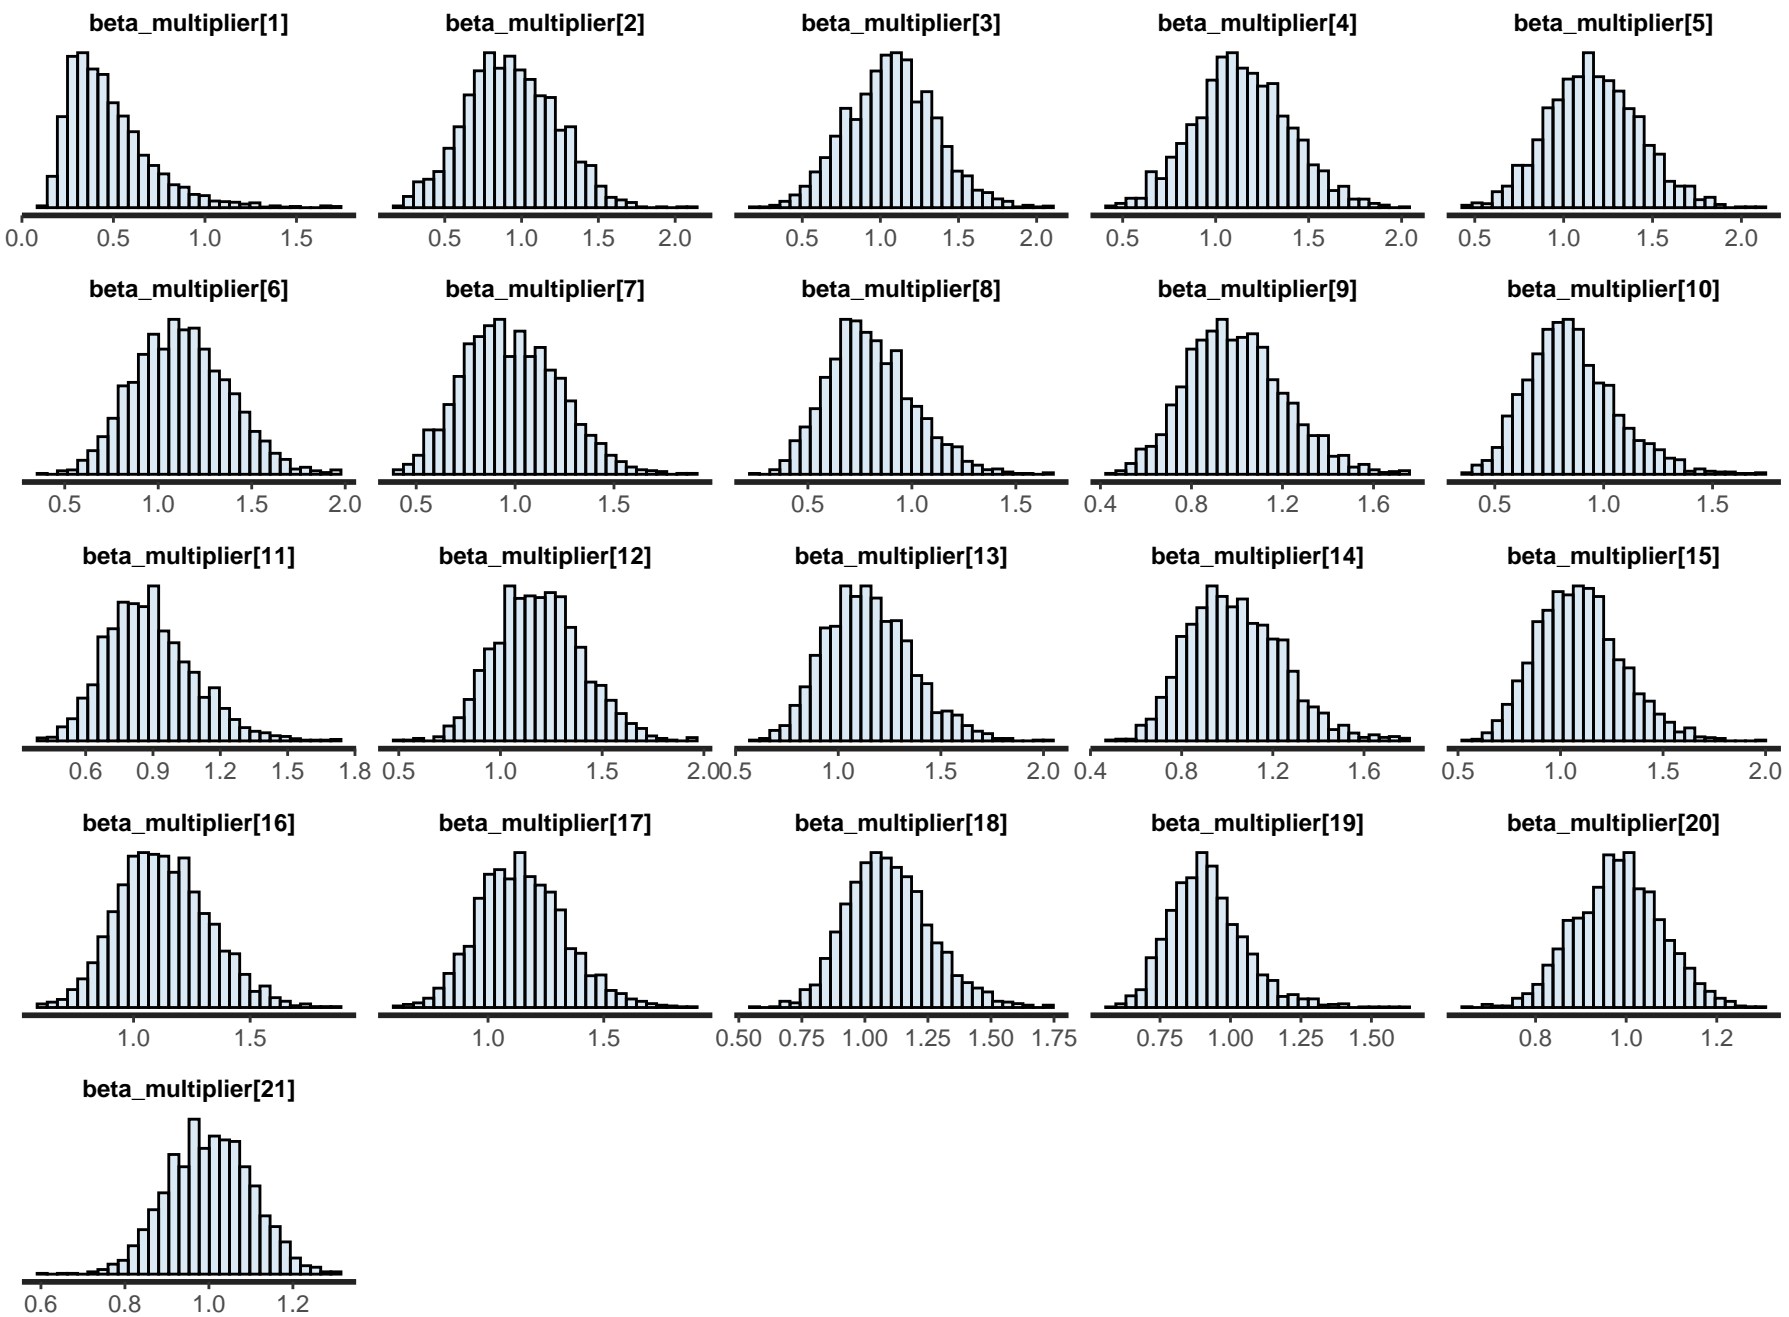 beta_multiplier[1] beta_multiplier[2] beta_multiplier[3] beta_multiplier[4] beta_multiplier[5]
0.0 0.5 1.0 1.5 0.5 1.0 1.5 2.0 0.5 1.0 1.5 2.0 0.5 1.0 1.5 2.0 0.5 1.0 1.5 2.0
beta_multiplier[6] beta_multiplier[7] beta_multiplier[8] beta_multiplier[9] beta_multiplier[10]
0.5 1.0 1.5 2.0 0.5 1.0 1.5 0.5 1.0 1.5 0.4 0.8 1.2 1.6 0.5 1.0 1.5
beta_multiplier[11] beta_multiplier[12] beta_multiplier[13] beta_multiplier[14] beta_multiplier[15]
0.6 0.9 1.2 1.5 1.8 0.5 1.0 1.5 2.0 0.5 1.0 1.5 2.0 0.4 0.8 1.2 1.6 0.5 1.0 1.5 2.0
beta_multiplier[16] beta_multiplier[17] beta_multiplier[18] beta_multiplier[19] beta_multiplier[20]
1.0 1.5 1.0 1.5 0.50 0.75 1.00 1.25 1.50 1.75 0.75 1.00 1.25 1.50 0.8 1.0 1.2
beta_multiplier[21]
0.6 0.8 1.0 1.2